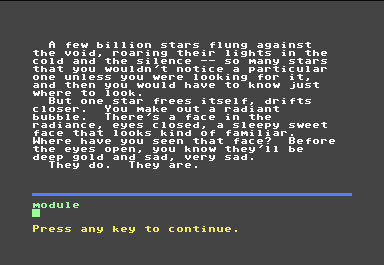 A few billion stars flung against
the void, roaring their lights in the
cold and the silence -- so many stars
that you wouldn't notice a particular
one unless you were looking for it,
and then you would have to know just
where to look.
But one star frees itself, drifts
closer. You make out a radiant
bubble. There's a face in the
radiance, eyes closed, a sleepy sweet
face that looks kind of familiar.
Where have you seen that face? Before
the eyes open, you know they'll be
deep gold and sad, very sad.
They do. They are.
module
Press any key to continue.